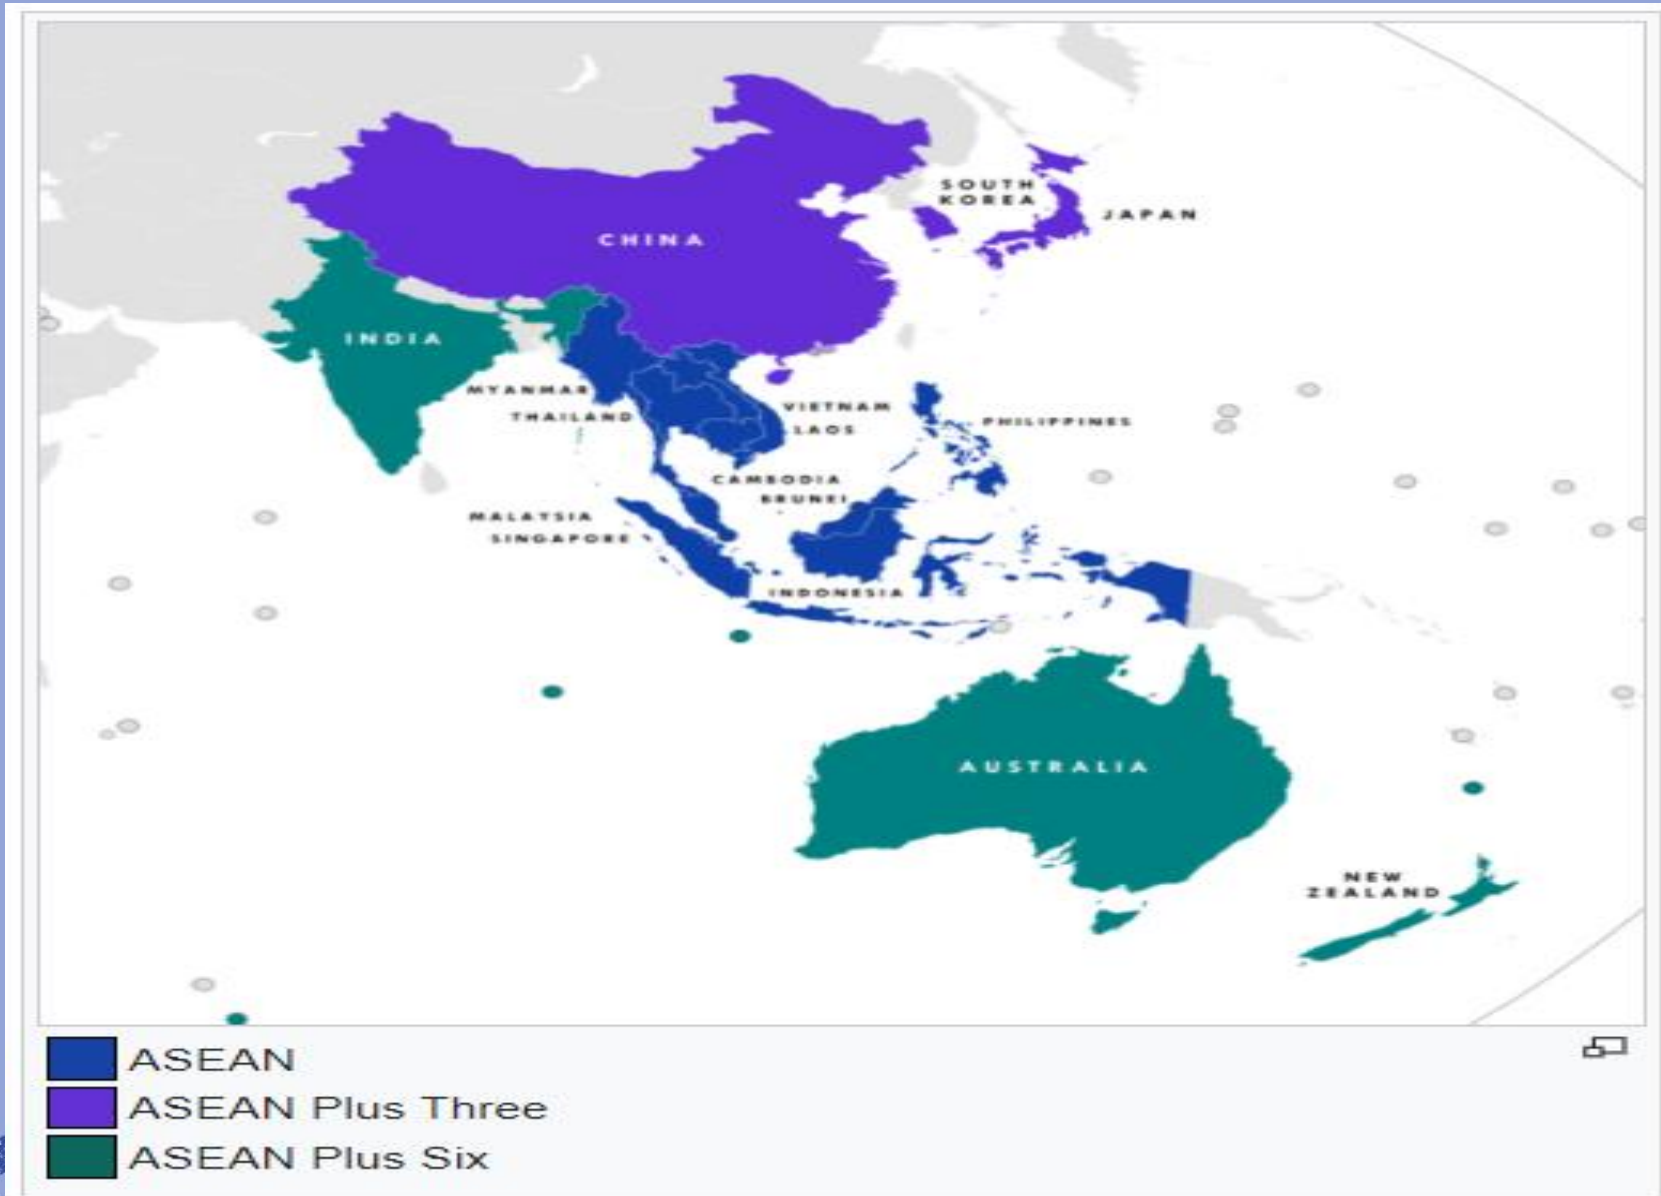 SOUTH
KOREA
JAPAN
CHINA
INDIA
MYANMAR
THAILAND
VIETNAM
LAOS
PHILIPPINES
CAMBODIA
BRUNEI
MALAYSIA
SINGAPORE
INDONESIA
AUSTRALIA
NEW
ZEALAND
ASEAN
ASEAN Plus Three
ASEAN Plus Six